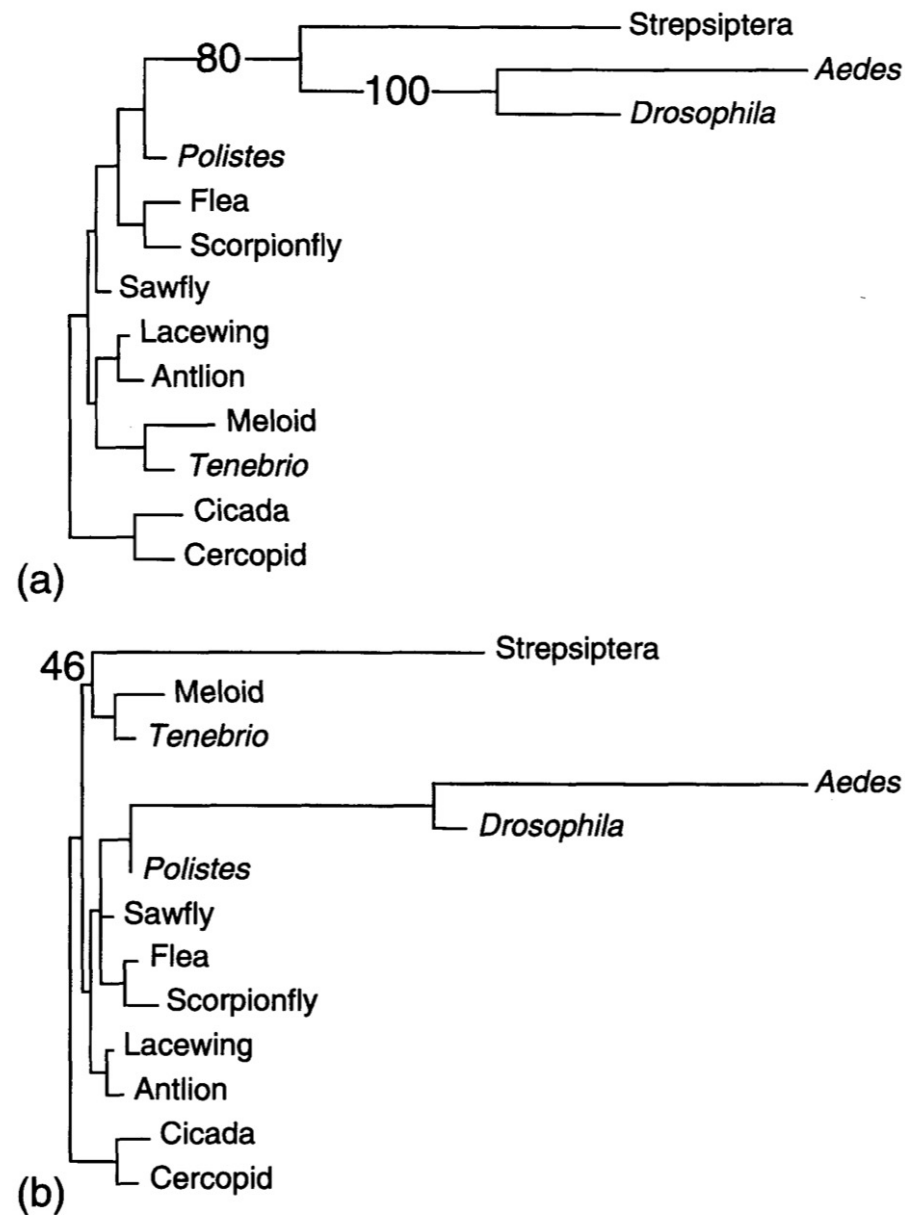 Strepsiptera
80
Aedes
100
Drosophila
Polistes
Flea
Scorpionfly
Sawfly
Lacewing
Antlion
Meloid
Tenebrio
Cicada
Cercopid
(a)
Strepsiptera
46
Meloid
Tenebrio
Aedes
Drosophila
Polistes
Sawfly
Flea
Scorpionfly
Lacewing
Antlion
Cicada
Cercopid
(b)